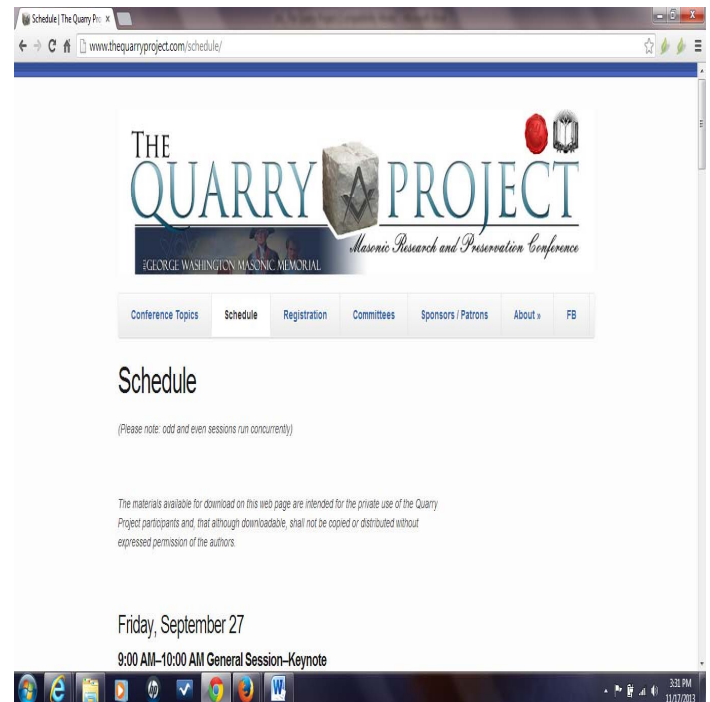 Schedule | The Quarry Pro
www.thequarryproject.com/schedule/
THE
QUARRY PROJECT
Masonic Research and Preservation Conference
THE GEORGE WASHINGTON MASONIC MEMORIAL
Conference Topics Schedule Registration Committees Sponsors / Patrons About » FB
Schedule
(Please note: odd and even sessions run concurrently)
The materials available for download on this web page are intended for the private use of the Quarry
Project participants and, that although downloadable, shall not be copied or distributed without
expressed permission of the authors.
Friday, September 27
9:00 AM–10:00 AM General Session–Keynote
3:31 PM
11/17/2013